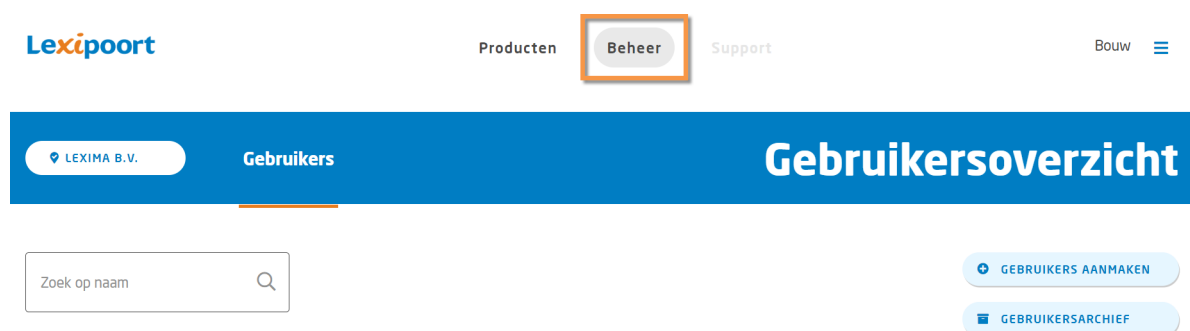 Lexipoort Producten Beheer Support Bouw
LEXIMA B.V. Gebruikers Gebruikersoverzicht
Zoek op naam GEBRUIKERS AANMAKEN
GEBRUIKERSARCHIEF